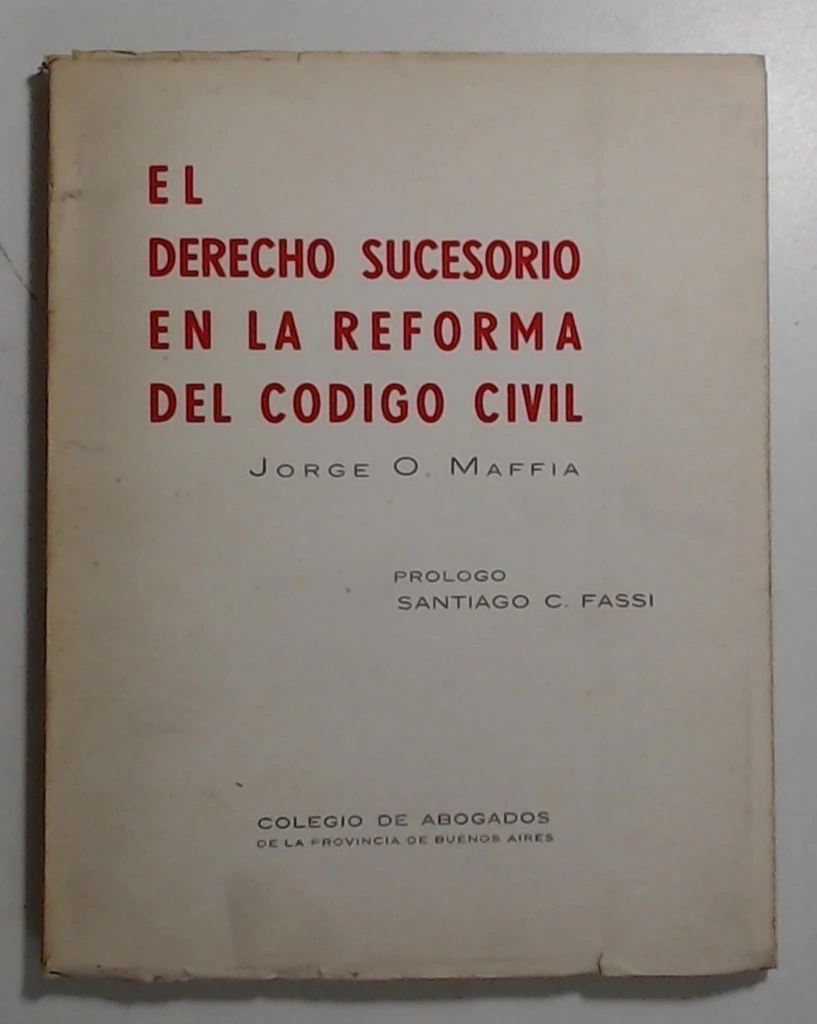 EL
DERECHO SUCESORIO
EN LA REFORMA
DEL CODIGO CIVIL
JORGE O. MAFFIA
PROLOGO
SANTIAGO C. FASSI
COLEGIO DE ABOGADOS
DE LA PROVINCIA DE BUENOS AIRES